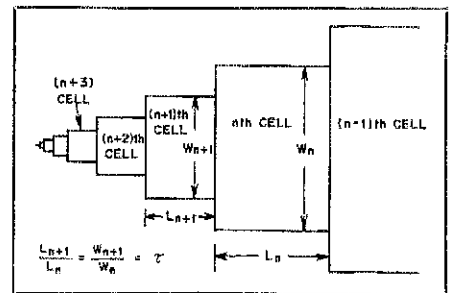 (n+3)
CELL
(n+2)th
CELL
(n+1)th
CELL
Wn+1
nth CELL
Wn
(n-1)th CELL
Ln+1
Ln
Ln+1/Ln = Wn+1/Wn = τ